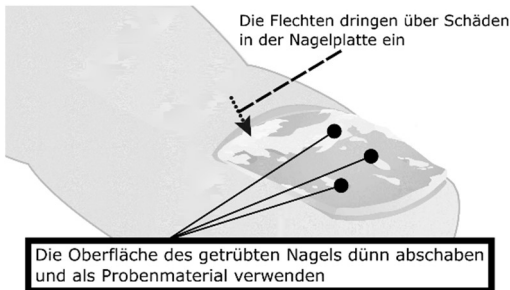 Die Flechten dringen über Schäden
in der Nagelplatte ein
Die Oberfläche des getrübten Nagels dünn abschaben
und als Probenmaterial verwenden